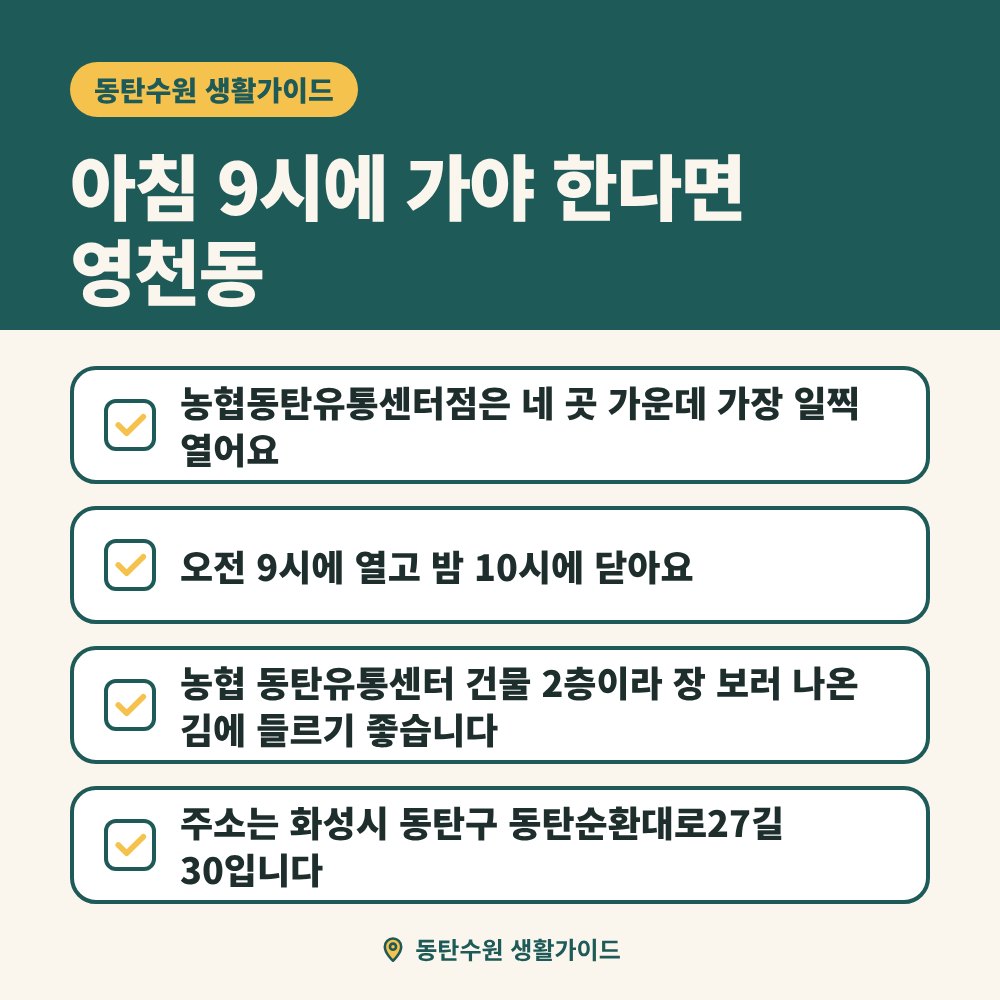 동탄수원 생활가이드
아침 9시에 가야 한다면
영천동
농협동탄유통센터점은 네 곳 가운데 가장 일찍
열어요
오전 9시에 열고 밤 10시에 닫아요
농협 동탄유통센터 건물 2층이라 장 보러 나온
김에 들르기 좋습니다
주소는 화성시 동탄구 동탄순환대로27길
30입니다
동탄수원 생활가이드